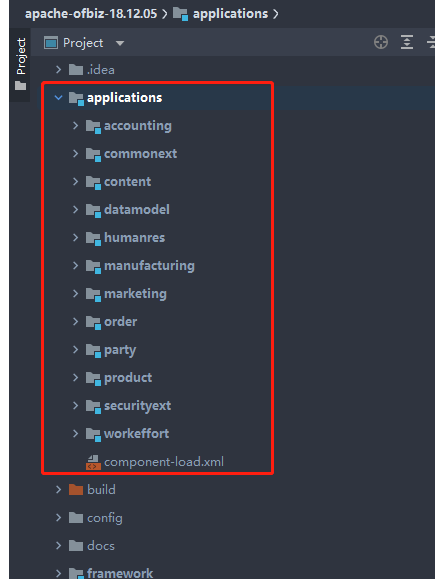 apache-ofbiz-18.12.05 > applications >
Project
Project
.idea
applications
accounting
commonext
content
datamodel
humanres
manufacturing
marketing
order
party
product
securityext
workeffort
component-load.xml
build
config
docs
framework